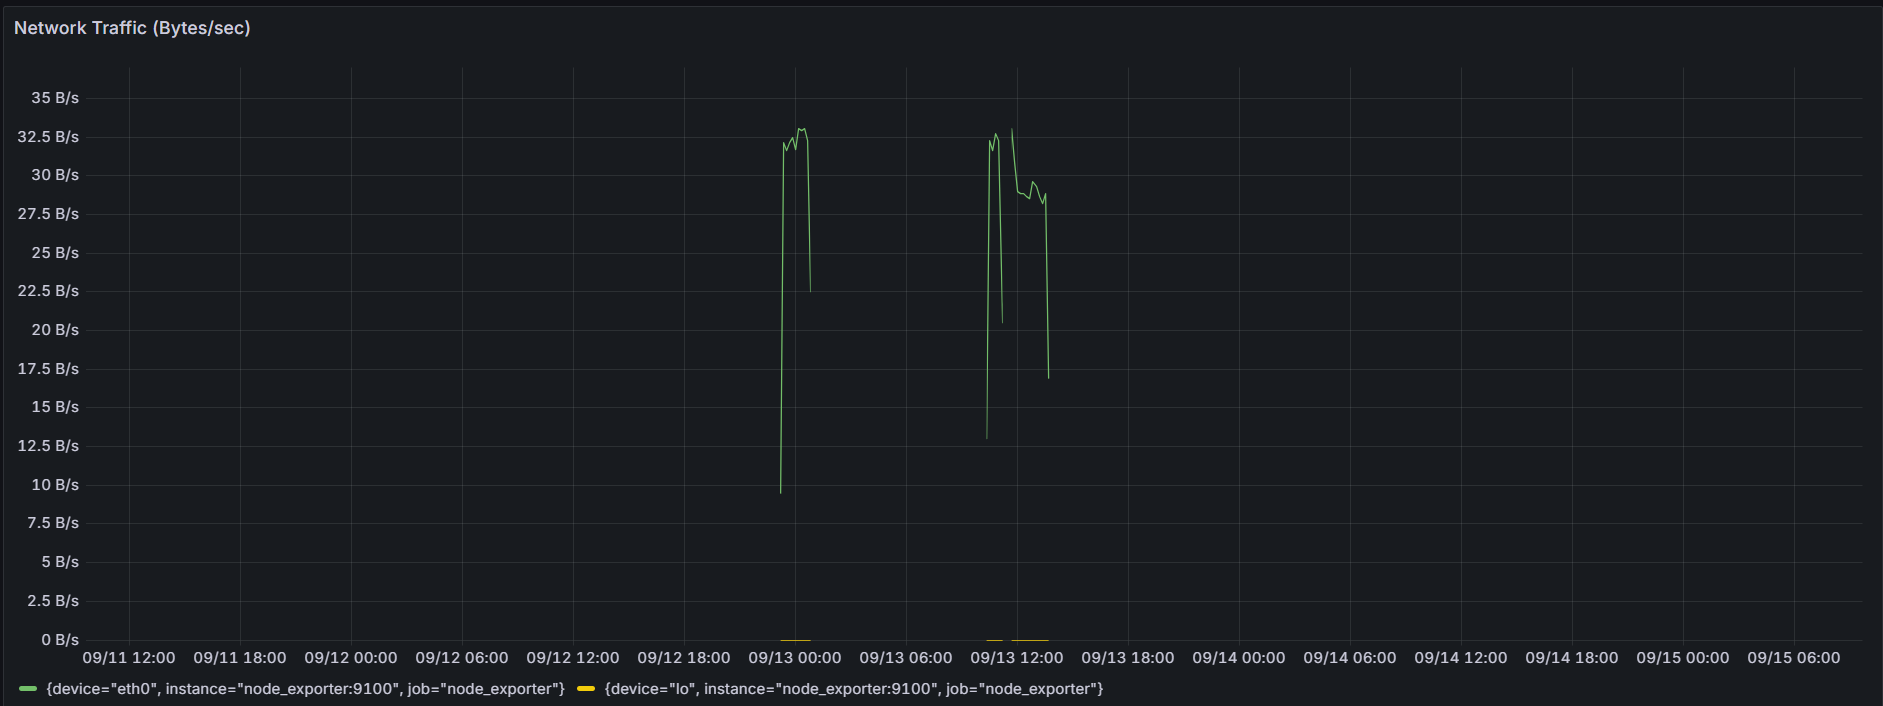 Network Traffic (Bytes/sec)
35 B/s
32.5 B/s
30 B/s
27.5 B/s
25 B/s
22.5 B/s
20 B/s
17.5 B/s
15 B/s
12.5 B/s
10 B/s
7.5 B/s
5 B/s
2.5 B/s
0 B/s
09/11 12:00 09/11 18:00 09/12 00:00 09/12 06:00 09/12 12:00 09/12 18:00 09/13 00:00 09/13 06:00 09/13 12:00 09/13 18:00 09/14 00:00 09/14 06:00 09/14 12:00 09/14 18:00 09/15 00:00 09/15 06:00
{device="eth0", instance="node_exporter:9100", job="node_exporter"} {device="lo", instance="node_exporter:9100", job="node_exporter"}